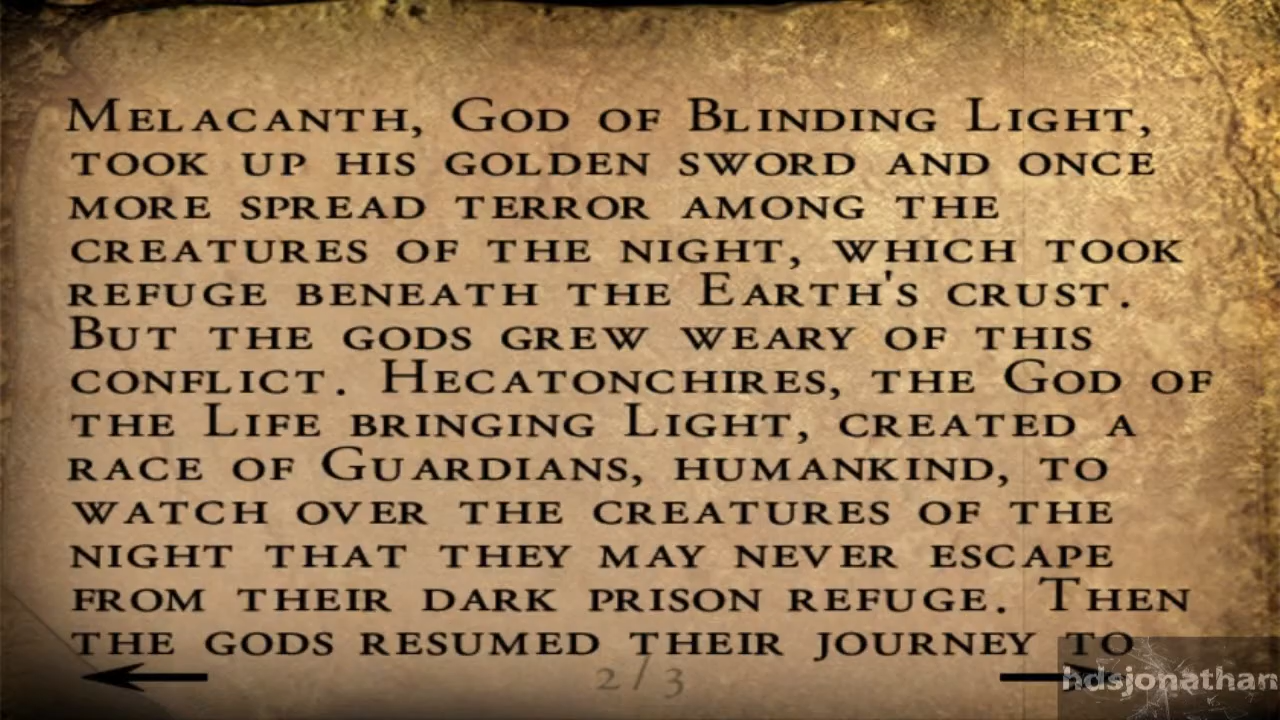 Melacanth, God of Blinding Light,
took up his golden sword and once
more spread terror among the
creatures of the night, which took
refuge beneath the Earth's crust.
But the gods grew weary of this
conflict. Hecatonchires, the God of
the Life bringing Light, created a
race of Guardians, humankind, to
watch over the creatures of the
night that they may never escape
from their dark prison refuge. Then
the gods resumed their journey to
2/3
hdsjonathan